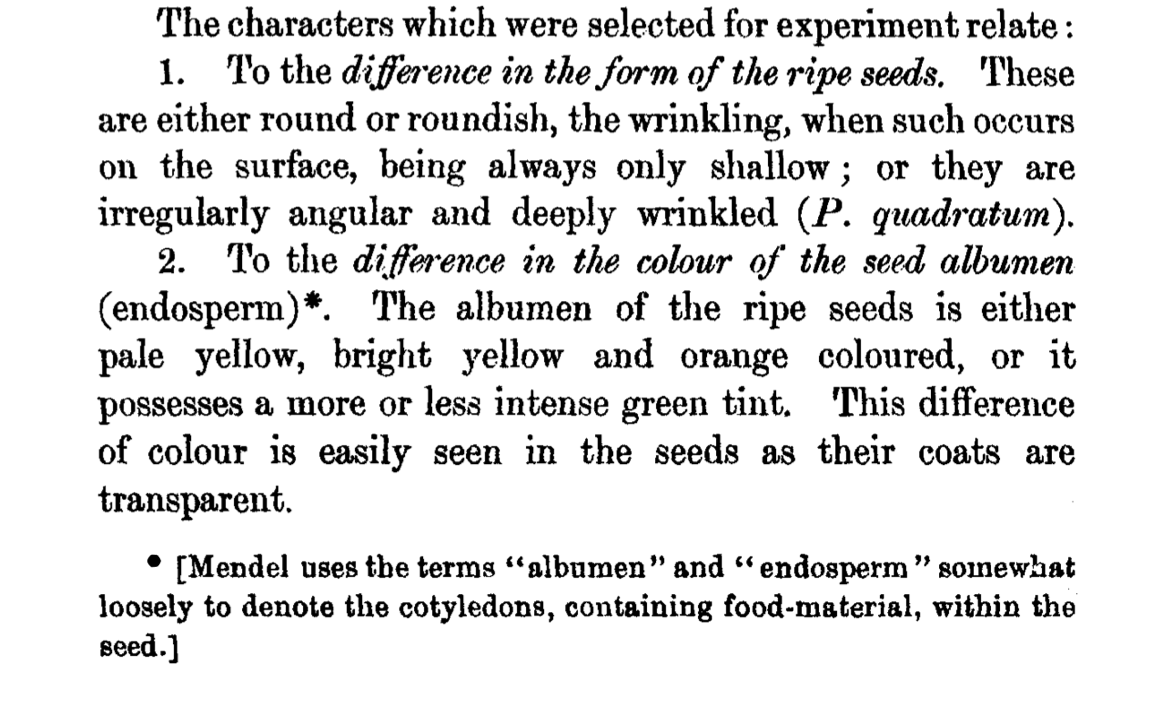 The characters which were selected for experiment relate :
1. To the difference in the form of the ripe seeds. These
are either round or roundish, the wrinkling, when such occurs
on the surface, being always only shallow ; or they are
irregularly angular and deeply wrinkled (P. quadratum).
2. To the difference in the colour of the seed albumen
(endosperm)*. The albumen of the ripe seeds is either
pale yellow, bright yellow and orange coloured, or it
possesses a more or less intense green tint. This difference
of colour is easily seen in the seeds as their coats are
transparent.
* [Mendel uses the terms “albumen” and “endosperm” somewhat
loosely to denote the cotyledons, containing food-material, within the
seed.]